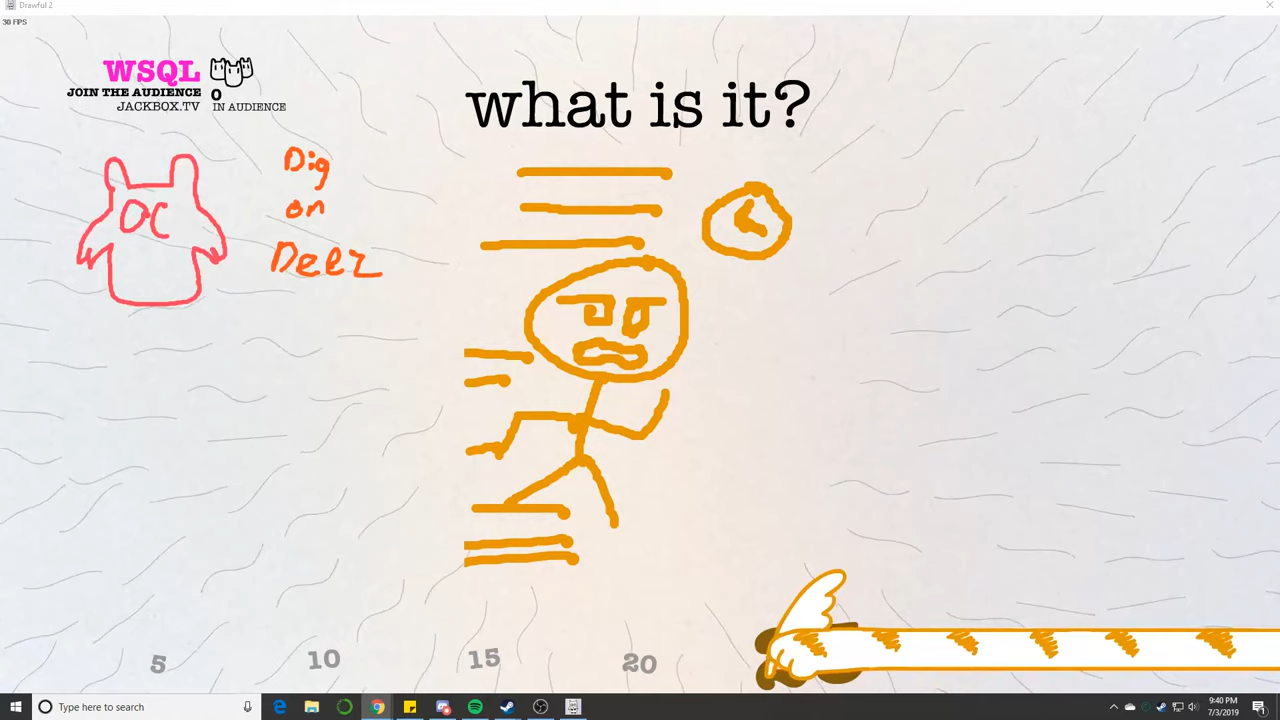 Drawful 2
30 FPS
WSQL
JOIN THE AUDIENCE
JACKBOX.TV
0
IN AUDIENCE
what is it?
DC
Dig
on
Deez
5
10
15
20
Type here to search
9:40 PM
7/3/2019